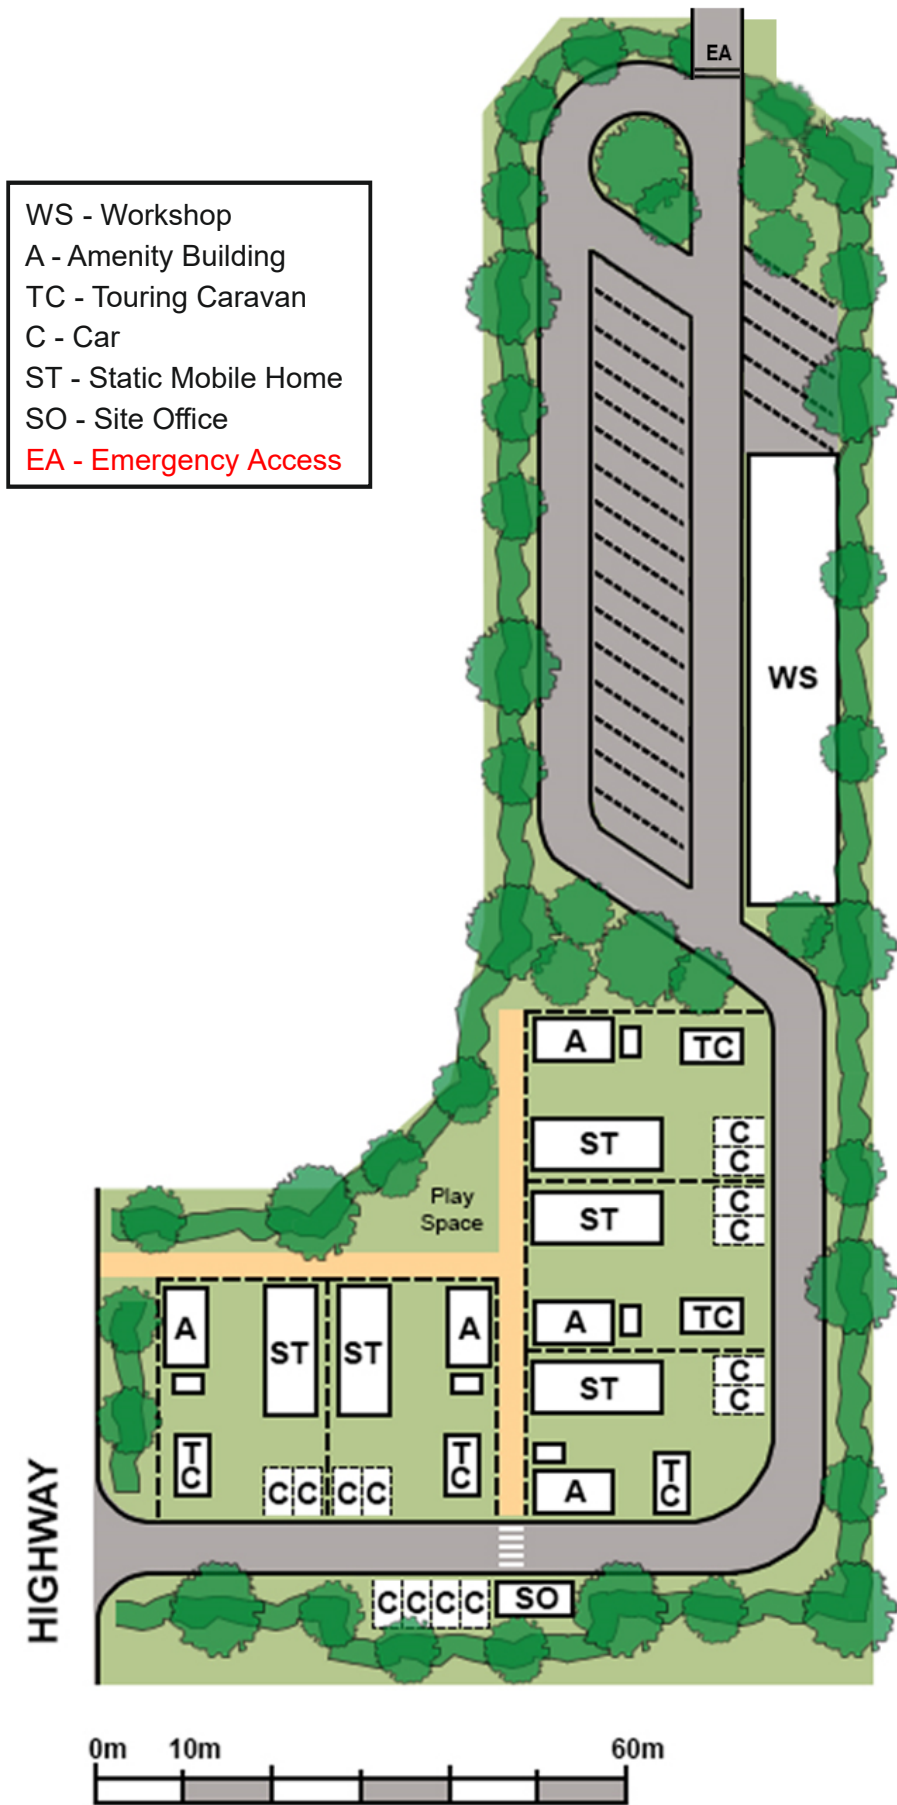 EA
WS - Workshop
A - Amenity Building
TC - Touring Caravan
C - Car
ST - Static Mobile Home
SO - Site Office
EA - Emergency Access
WS
A
TC
ST
C
C
Play
Space
ST
C
C
A
TC
A
ST
ST
A
ST
C
C
T
C
T
C
T
C
C
C
C
C
A
HIGHWAY
C
C
C
C
SO
0m
10m
60m